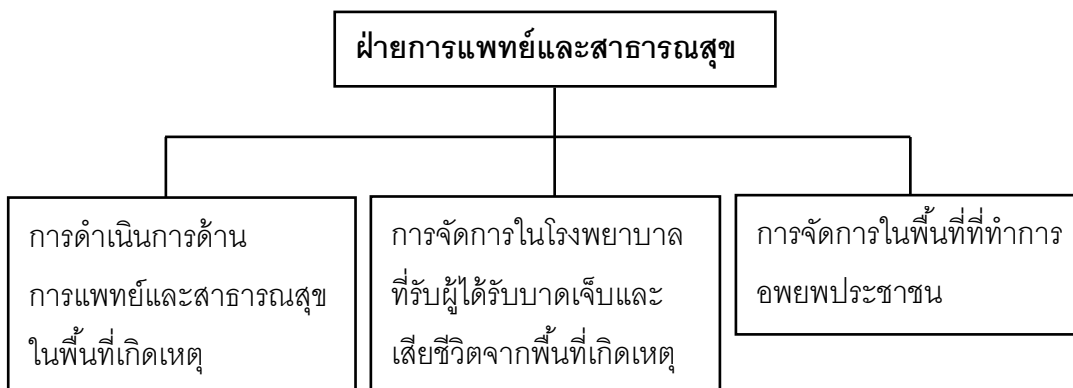 ฝ่ายการแพทย์และสาธารณสุข
การดำเนินการด้าน
การแพทย์และสาธารณสุข
ในพื้นที่เกิดเหตุ
การจัดการในโรงพยาบาล
ที่รับผู้ได้รับบาดเจ็บและ
เสียชีวิตจากพื้นที่เกิดเหตุ
การจัดการในพื้นที่ที่ทำการ
อพยพประชาชน